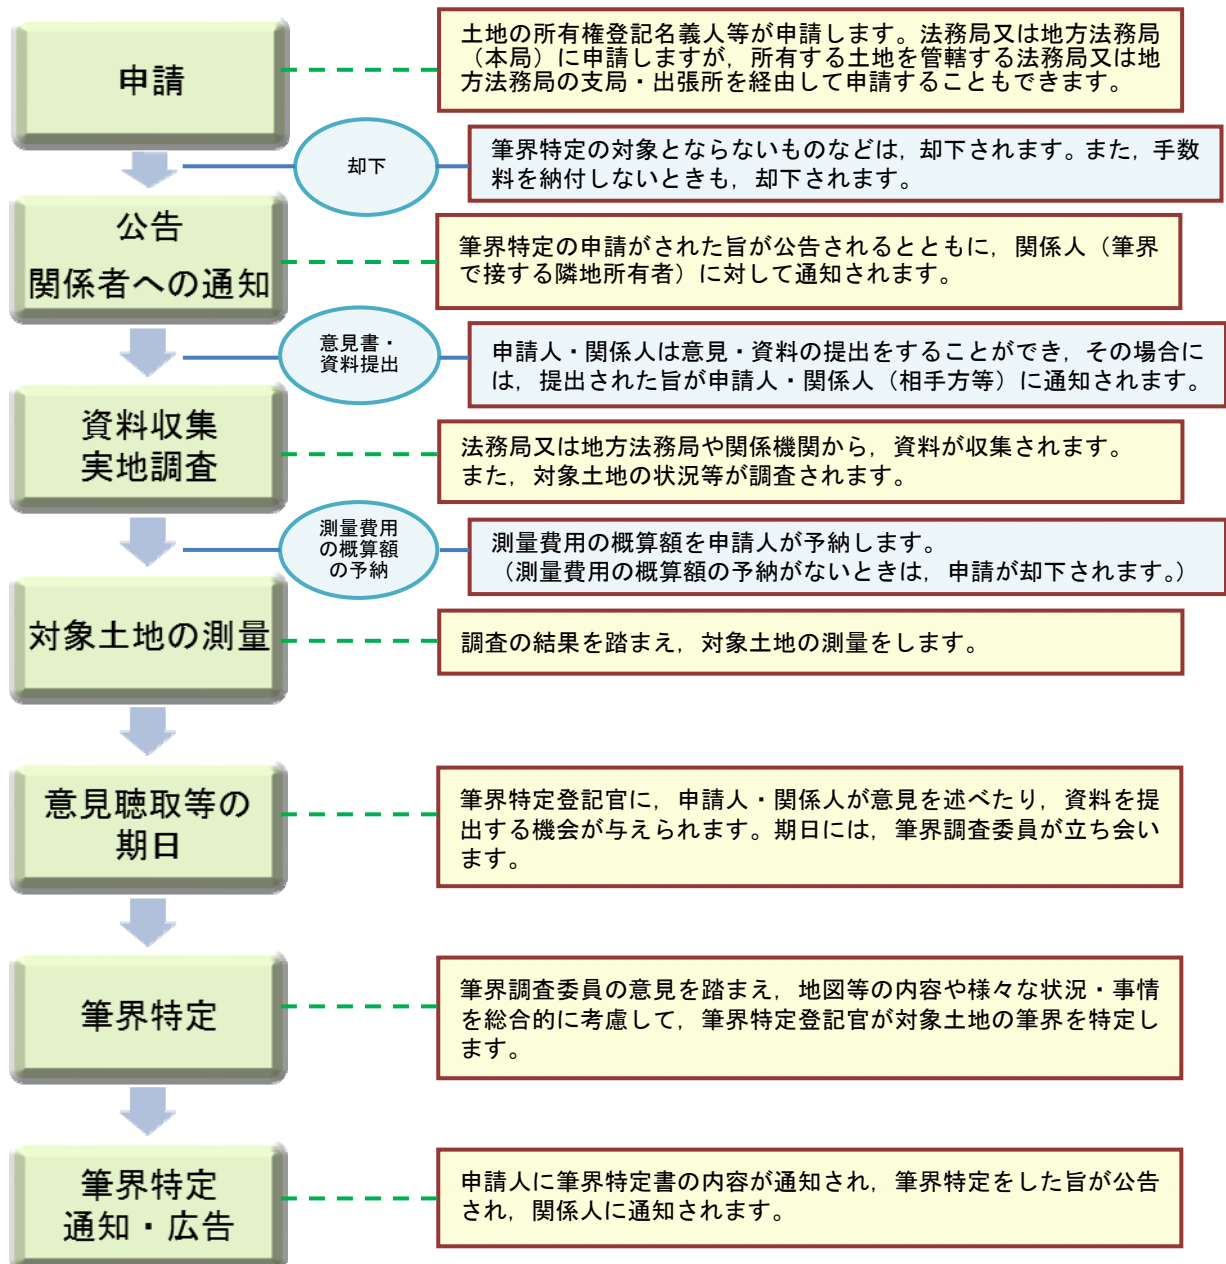 申請
土地の所有権登記名義人等が申請します。法務局又は地方法務局
（本局）に申請しますが，所有する土地を管轄する法務局又は地
方法務局の支局・出張所を経由して申請することもできます。
却下
筆界特定の対象とならないものなどは，却下されます。また，手数
料を納付しないときも，却下されます。
公告
関係者への通知
筆界特定の申請がされた旨が公告されるとともに，関係人（筆界
で接する隣地所有者）に対して通知されます。
意見書・
資料提出
申請人・関係人は意見・資料の提出をすることができ，その場合に
は，提出された旨が申請人・関係人（相手方等）に通知されます。
資料収集
実地調査
法務局又は地方法務局や関係機関から，資料が収集されます。
また，対象土地の状況等が調査されます。
測量費用
の概算額
の予納
測量費用の概算額を申請人が予納します。
（測量費用の概算額の予納がないときは，申請が却下されます。）
対象土地の測量
調査の結果を踏まえ，対象土地の測量をします。
意見聴取等の
期日
筆界特定登記官に，申請人・関係人が意見を述べたり，資料を提
出する機会が与えられます。期日には，筆界調査委員が立ち会い
ます。
筆界特定
筆界調査委員の意見を踏まえ，地図等の内容や様々な状況・事情
を総合的に考慮して，筆界特定登記官が対象土地の筆界を特定し
ます。
筆界特定
通知・広告
申請人に筆界特定書の内容が通知され，筆界特定をした旨が公告
され，関係人に通知されます。